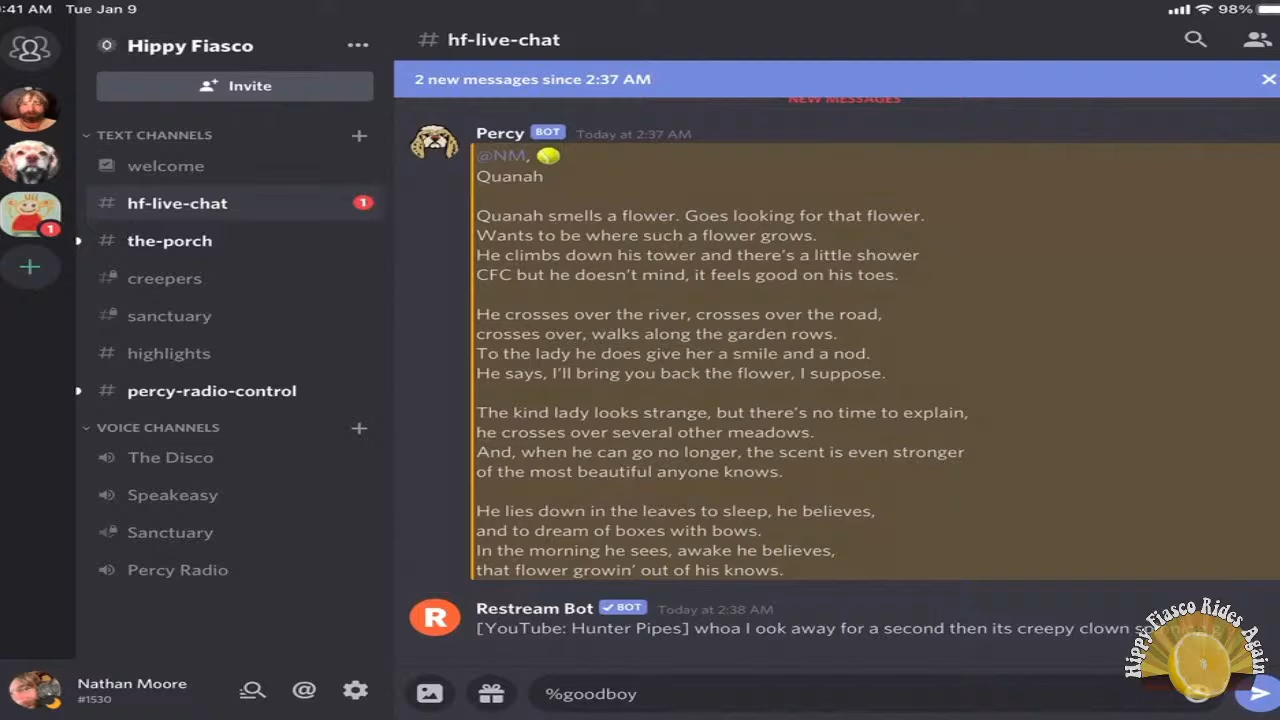 :41 AM Tue Jan 9
98%
Hippy Fiasco
Invite
TEXT CHANNELS
welcome
hf-live-chat
1
the-porch
1
creepers
sanctuary
highlights
percy-radio-control
VOICE CHANNELS
The Disco
Speakeasy
Sanctuary
Percy Radio
Nathan Moore
#1530
# hf-live-chat
2 new messages since 2:37 AM
NEW MESSAGES
Percy BOT Today at 2:37 AM
@NM,
Quanah
Quanah smells a flower. Goes looking for that flower.
Wants to be where such a flower grows.
He climbs down his tower and there's a little shower
CFC but he doesn't mind, it feels good on his toes.
He crosses over the river, crosses over the road,
crosses over, walks along the garden rows.
To the lady he does give her a smile and a nod.
He says, I'll bring you back the flower, I suppose.
The kind lady looks strange, but there's no time to explain,
he crosses over several other meadows.
And, when he can go no longer, the scent is even stronger
of the most beautiful anyone knows.
He lies down in the leaves to sleep, he believes,
and to dream of boxes with bows.
In the morning he sees, awake he believes,
that flower growin' out of his knows.
R
Restream Bot BOT Today at 2:38 AM
[YouTube: Hunter Pipes] whoa I ook away for a second then its creepy clown
%goodboy
Hippy Fiasco Rides Again